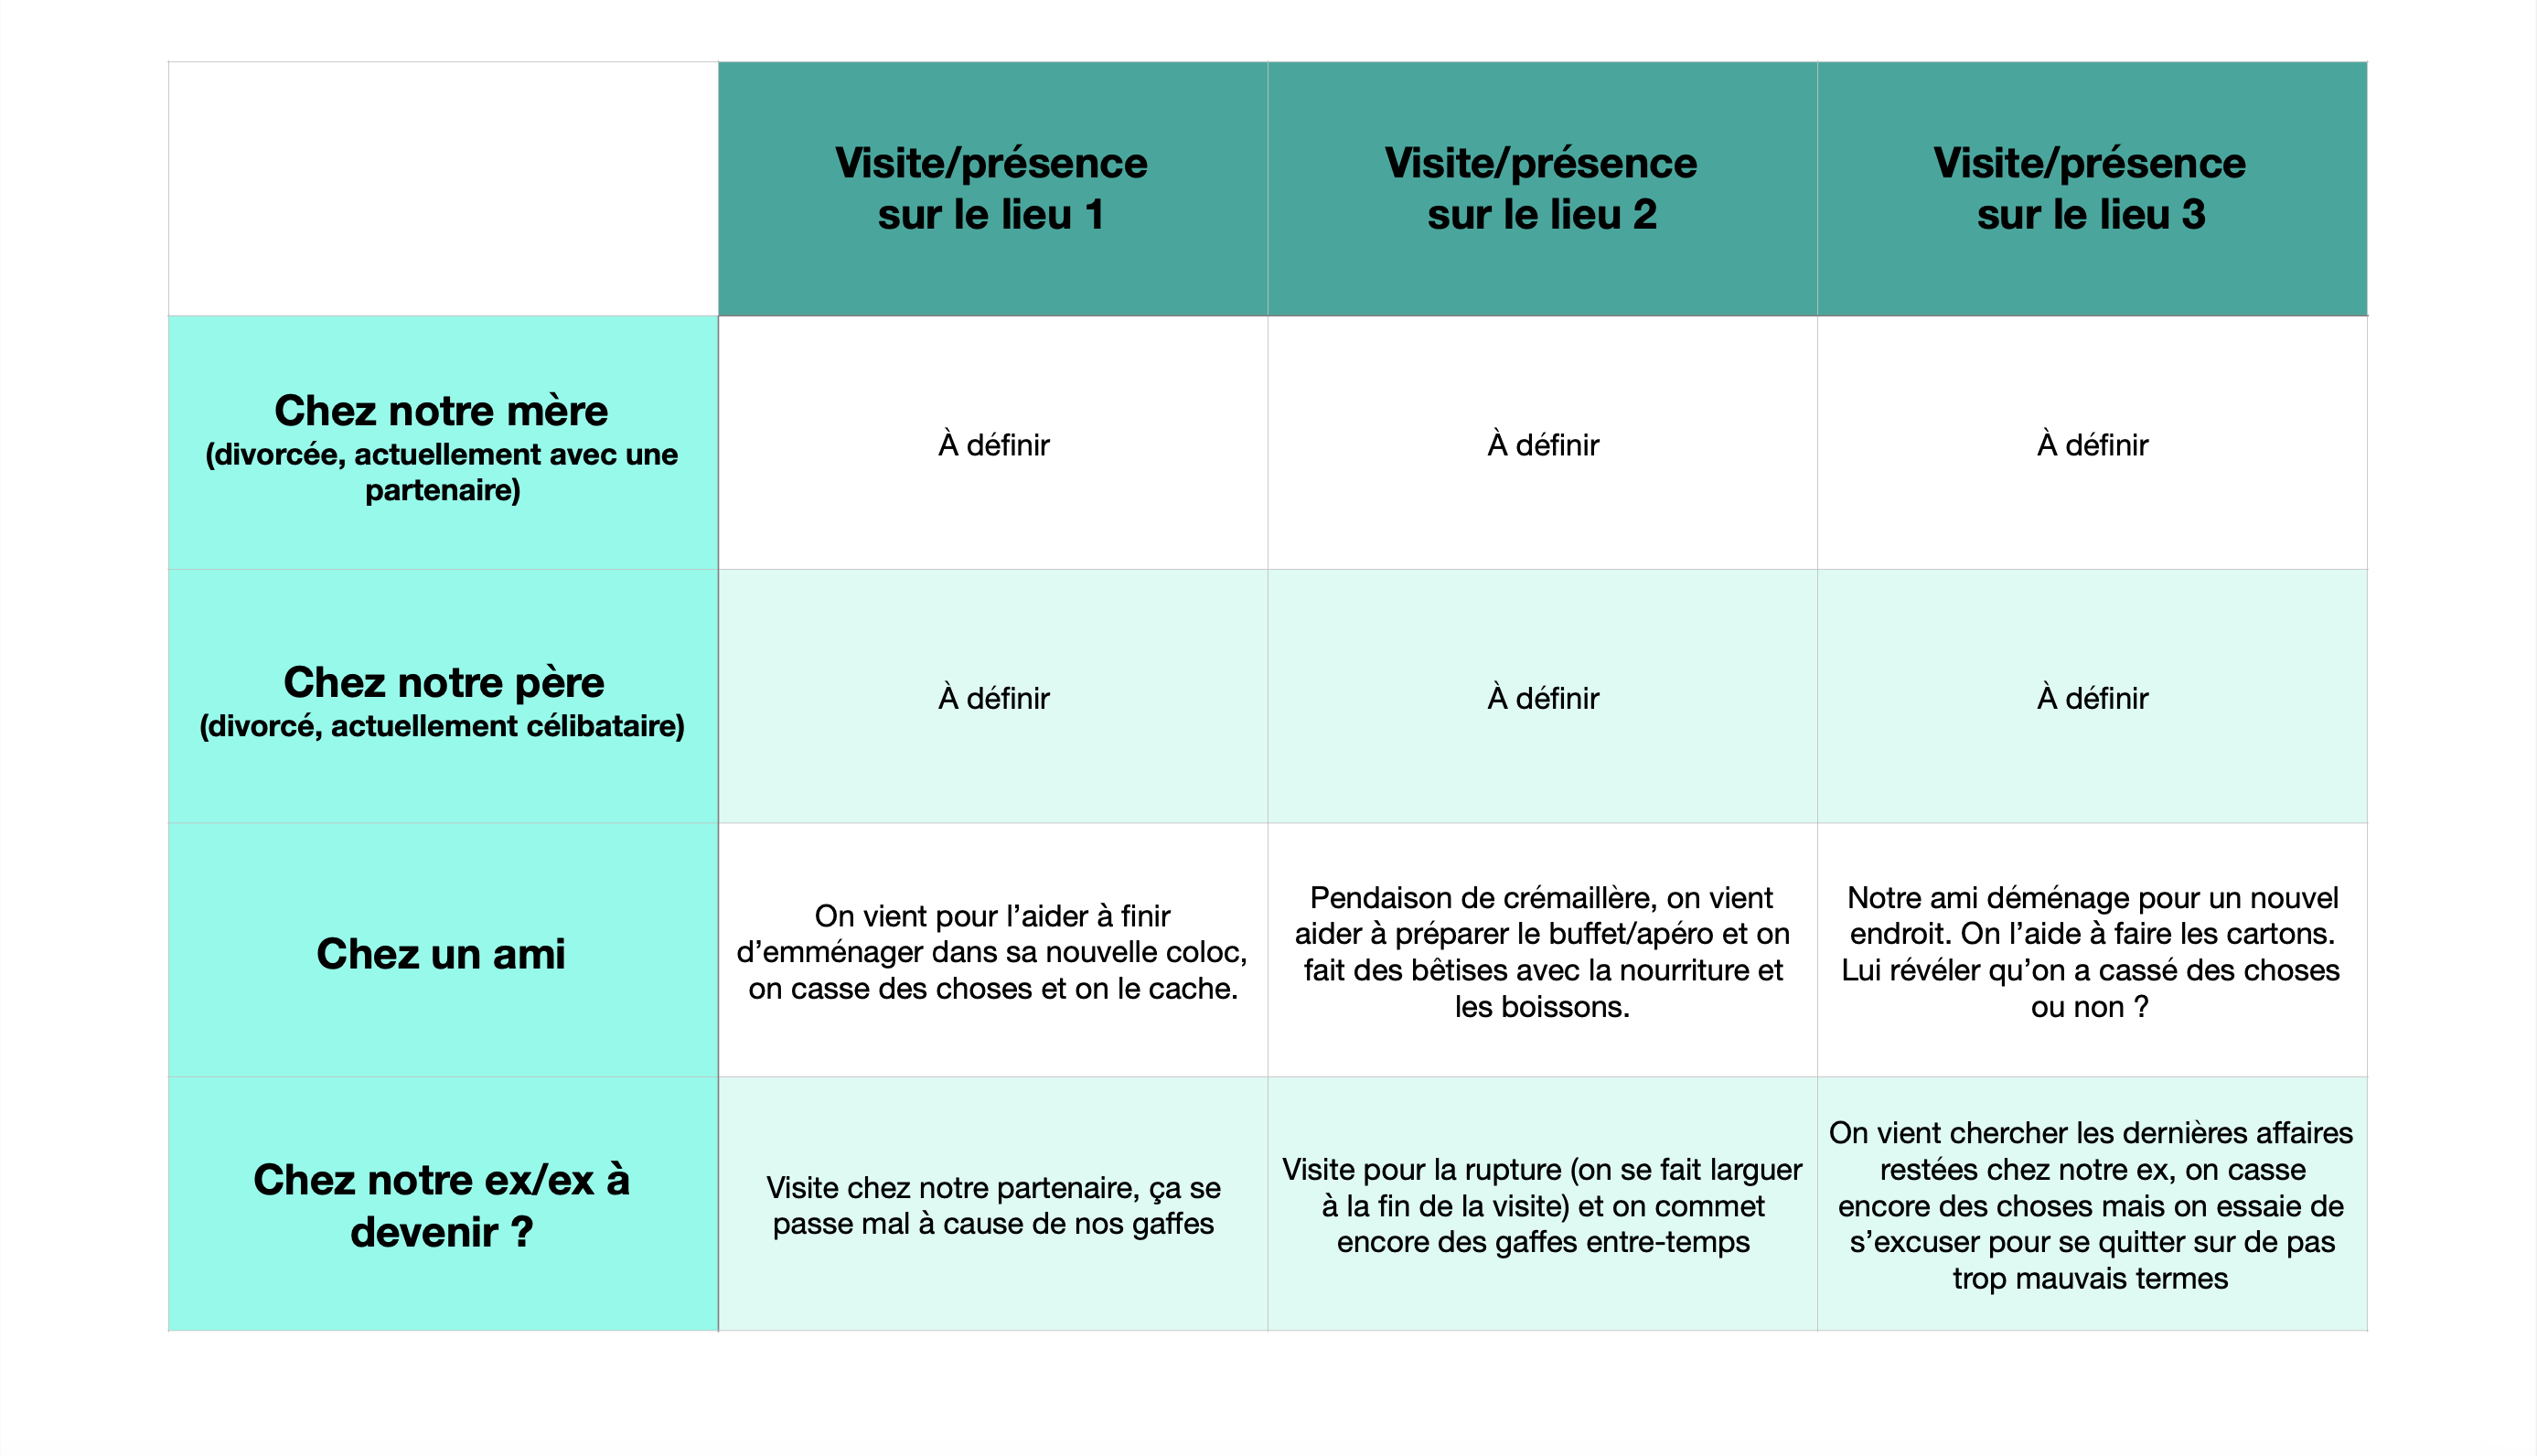 Visite/présence
sur le lieu 1
Visite/présence
sur le lieu 2
Visite/présence
sur le lieu 3
Chez notre mère
(divorcée, actuellement avec une
partenaire)
À définir
À définir
À définir
Chez notre père
(divorcé, actuellement célibataire)
À définir
À définir
À définir
Chez un ami
On vient pour l’aider à finir
d’emménager dans sa nouvelle coloc,
on casse des choses et on le cache.
Pendaison de crémaillère, on vient
aider à préparer le buffet/apéro et on
fait des bêtises avec la nourriture et
les boissons.
Notre ami déménage pour un nouvel
endroit. On l’aide à faire les cartons.
Lui révéler qu’on a cassé des choses
ou non ?
Chez notre ex/ex à
devenir ?
Visite chez notre partenaire, ça se
passe mal à cause de nos gaffes
Visite pour la rupture (on se fait larguer
à la fin de la visite) et on commet
encore des gaffes entre-temps
On vient chercher les dernières affaires
restées chez notre ex, on casse
encore des choses mais on essaie de
s’excuser pour se quitter sur de pas
trop mauvais termes